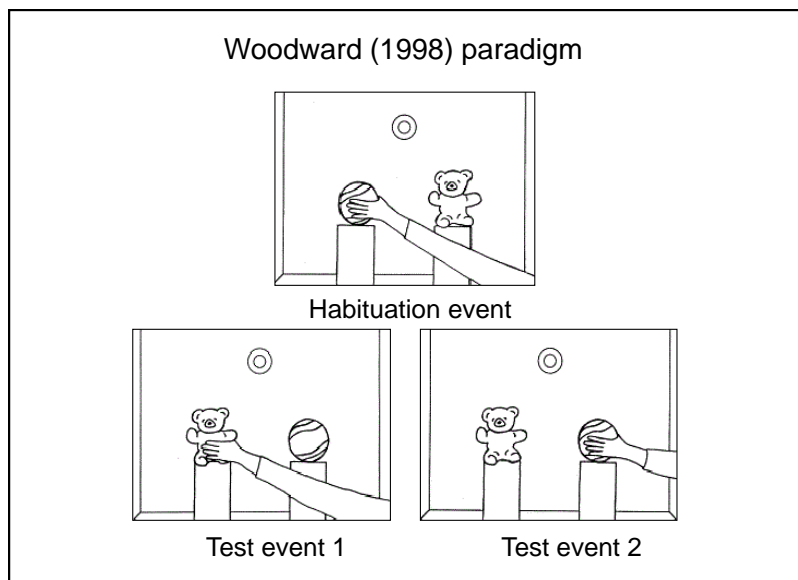 Woodward (1998) paradigm
Habituation event
Test event 1
Test event 2